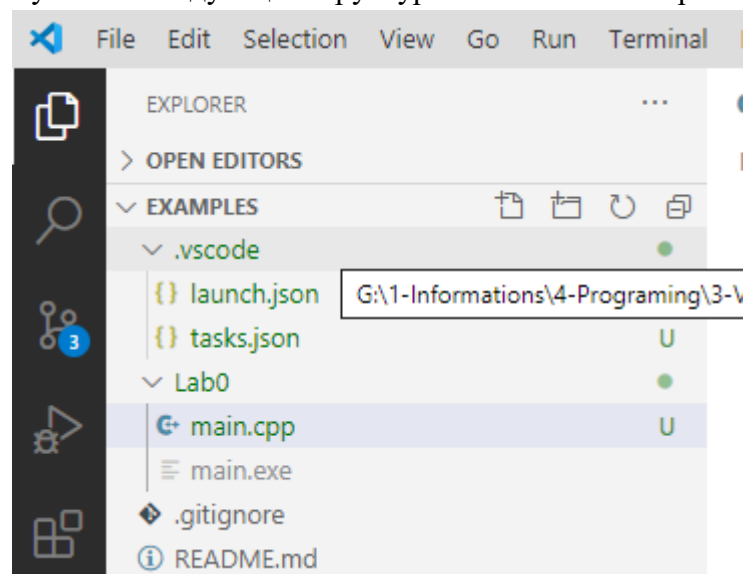 File Edit Selection View Go Run Terminal
EXPLORER ...
OPEN EDITORS
EXAMPLES
.vscode
{} launch.json
G:\1-Informations\4-Programing\3-V
{} tasks.json U
3
Lab0
main.cpp U
main.exe
.gitignore
README.md